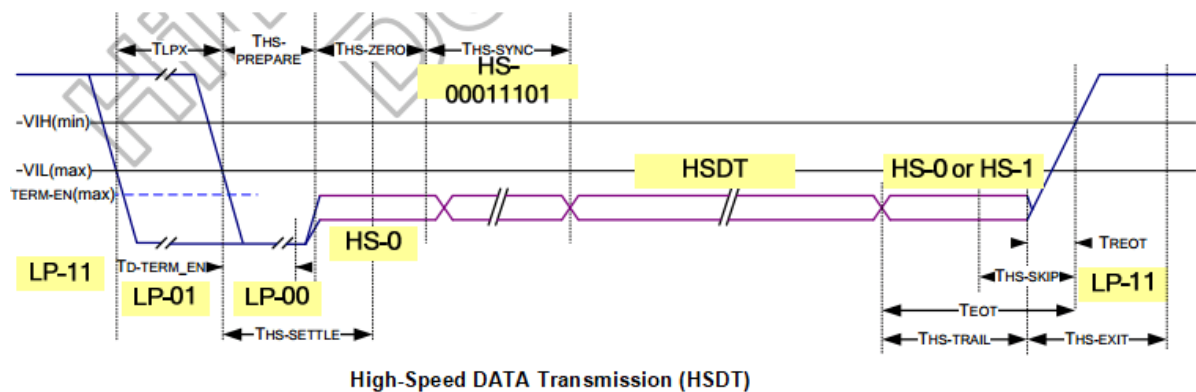 TLPX
THS-PREPARE
THS-ZERO
THS-SYNC
HS-00011101
VIH(min)
VIL(max)
TERM-EN(max)
HSDT
HS-0 or HS-1
HS-0
TREOT
LP-11
TD-TERM_EN
THS-SKIP
LP-11
LP-01
LP-00
TEOT
THS-SETTLE
THS-TRAIL
THS-EXIT
High-Speed DATA Transmission (HSDT)